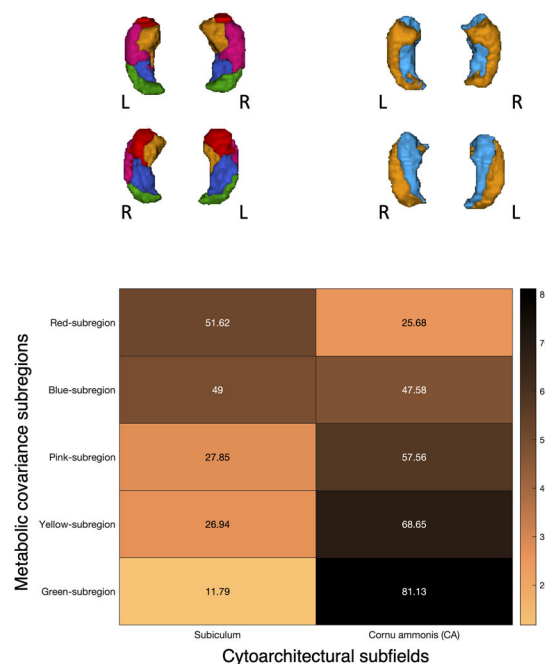 L R L R
R L R L
Metabolic covariance subregions
Red-subregion 51.62 25.68
Blue-subregion 49 47.58
Pink-subregion 27.85 57.56
Yellow-subregion 26.94 68.65
Green-subregion 11.79 81.13
Subiculum Cornu ammonis (CA)
Cytoarchitectural subfields
8
7
6
5
4
3
2